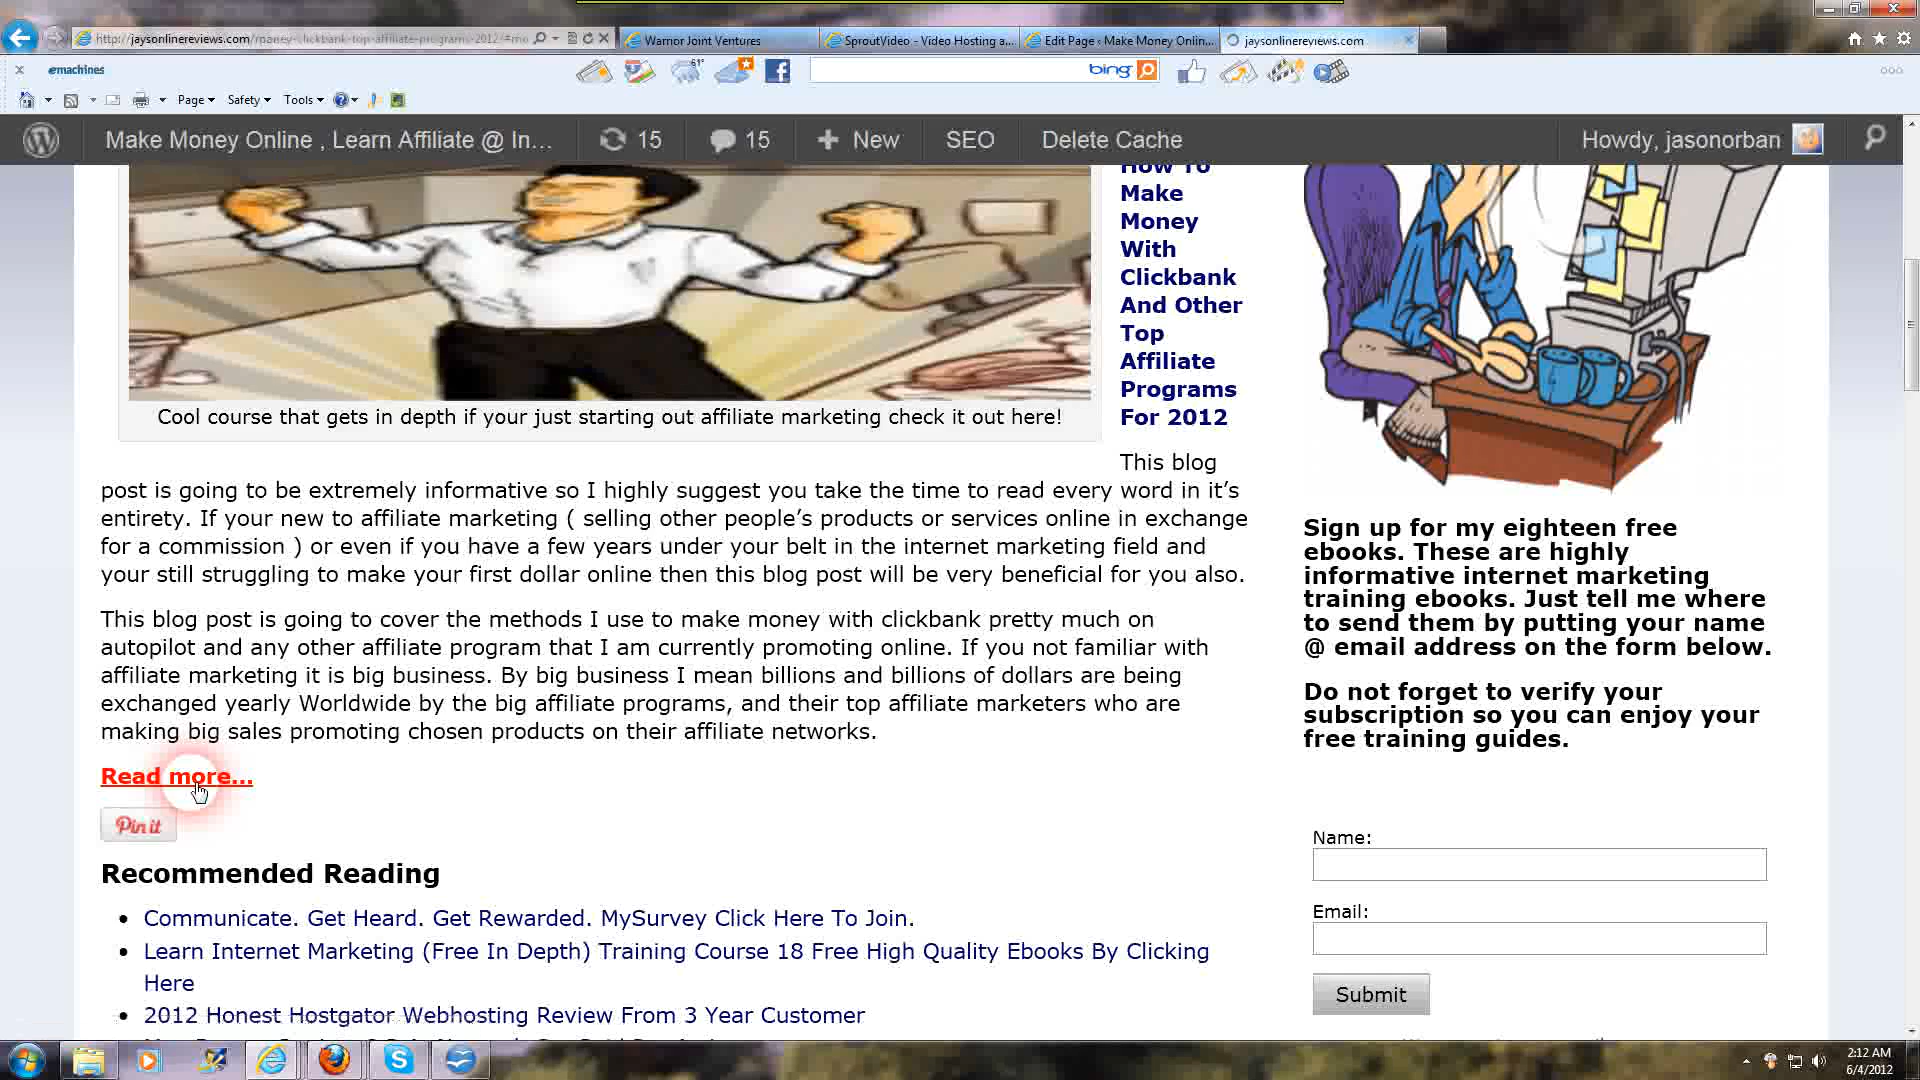 http://jaysonlinereviews.com/money-clickbank-top-affiliate-programs-2012/#mo
Warrior Joint Ventures
SproutVideo - Video Hosting a...
Edit Page ‹ Make Money Onlin...
jaysonlinereviews.com
emachines
61°
bing
Page
Safety
Tools
Make Money Online , Learn Affiliate @ In...
15
15
New
SEO
Delete Cache
Howdy, jasonorban
How To
Make
Money
With
Clickbank
And Other
Top
Affiliate
Programs
For 2012
Cool course that gets in depth if your just starting out affiliate marketing check it out here!
This blog
post is going to be extremely informative so I highly suggest you take the time to read every word in it’s
entirety. If your new to affiliate marketing ( selling other people’s products or services online in exchange
for a commission ) or even if you have a few years under your belt in the internet marketing field and
your still struggling to make your first dollar online then this blog post will be very beneficial for you also.
This blog post is going to cover the methods I use to make money with clickbank pretty much on
autopilot and any other affiliate program that I am currently promoting online. If you not familiar with
affiliate marketing it is big business. By big business I mean billions and billions of dollars are being
exchanged yearly Worldwide by the big affiliate programs, and their top affiliate marketers who are
making big sales promoting chosen products on their affiliate networks.
Read more...
Pin it
Recommended Reading
Communicate. Get Heard. Get Rewarded. MySurvey Click Here To Join.
Learn Internet Marketing (Free In Depth) Training Course 18 Free High Quality Ebooks By Clicking
Here
2012 Honest Hostgator Webhosting Review From 3 Year Customer
Sign up for my eighteen free
ebooks. These are highly
informative internet marketing
training ebooks. Just tell me where
to send them by putting your name
@ email address on the form below.
Do not forget to verify your
subscription so you can enjoy your
free training guides.
Name:
Email:
Submit
2:12 AM
6/4/2012